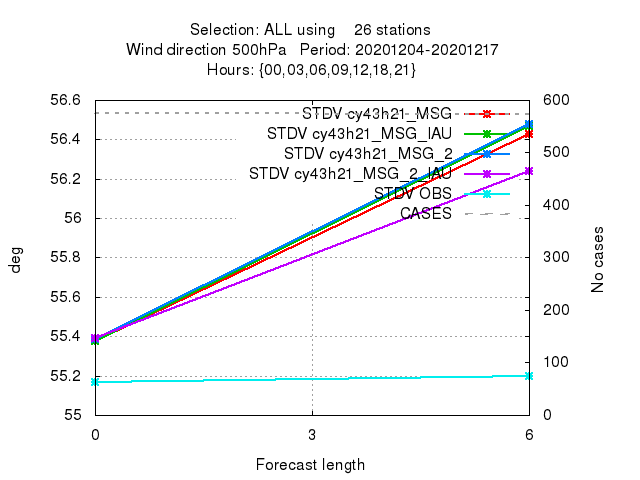 Selection: ALL using    26 stations
Wind direction 500hPa   Period: 20201204-20201217
Hours: {00,03,06,09,12,18,21}
56.6
56.4
56.2
56
55.8
55.6
55.4
55.2
55
deg
STDV cy43h21_MSG
STDV cy43h21_MSG_IAU
STDV cy43h21_MSG_2
STDV cy43h21_MSG_2_IAU
STDV OBS
CASES
600
500
400
300
200
100
0
No cases
0 3 6
Forecast length